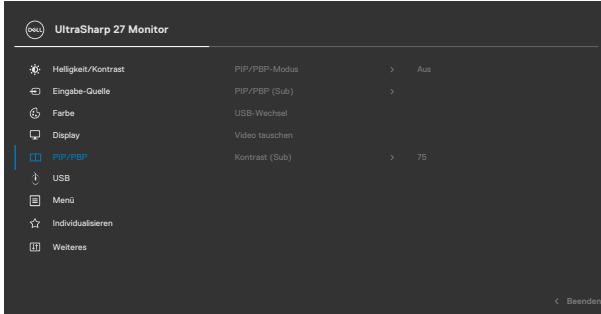 DELL UltraSharp 27 Monitor
Helligkeit/Kontrast PIP/PBP-Modus > Aus
Eingabe-Quelle PIP/PBP (Sub) >
Farbe USB-Wechsel
Display Video tauschen
PIP/PBP Kontrast (Sub) > 75
USB
Menü
Individualisieren
Weiteres
< Beenden